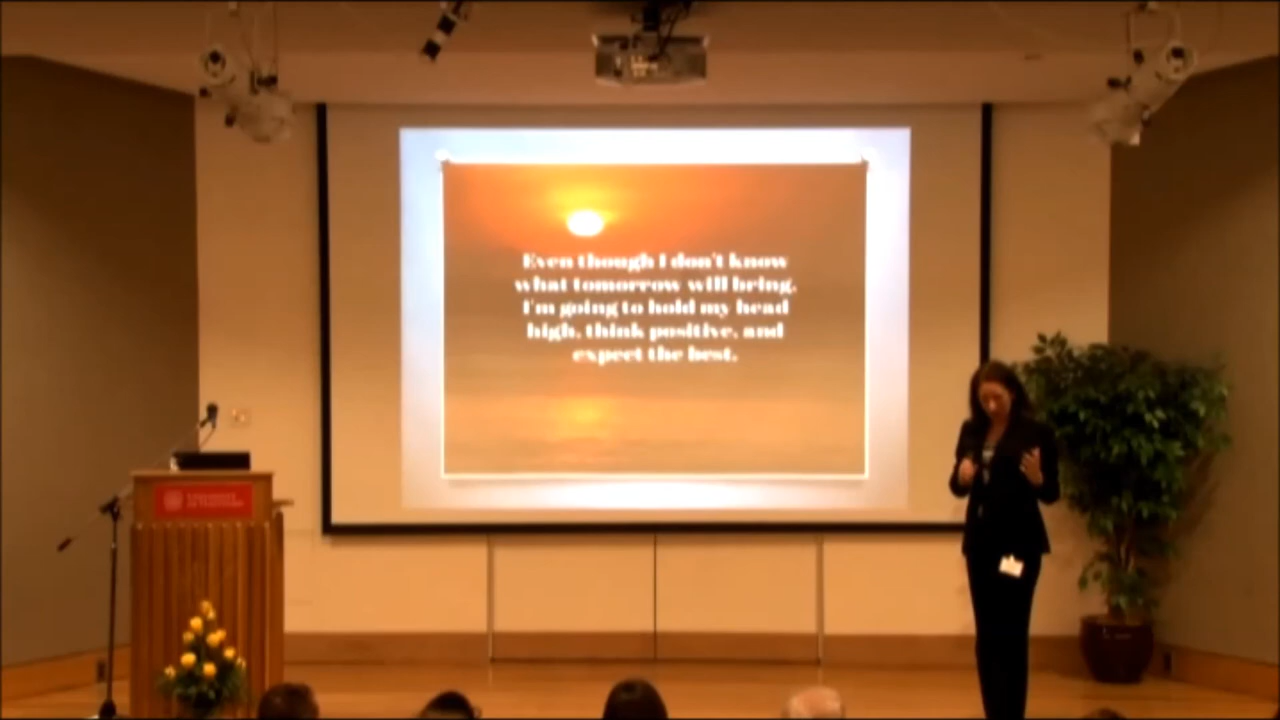 Even though I don't know
what tomorrow will bring,
I'm going to hold my head
high, think positive, and
expect the best.
UNIVERSITY